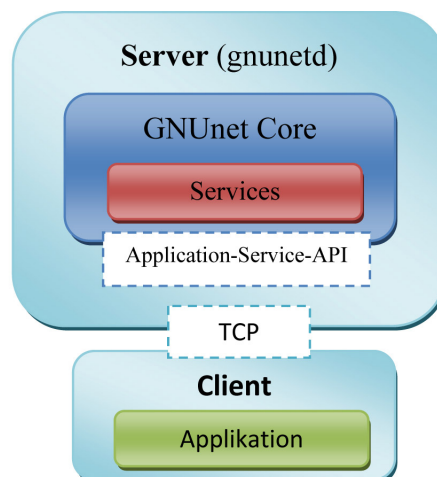 Server (gnunetd)
GNUnet Core
Services
Application-Service-API
TCP
Client
Applikation